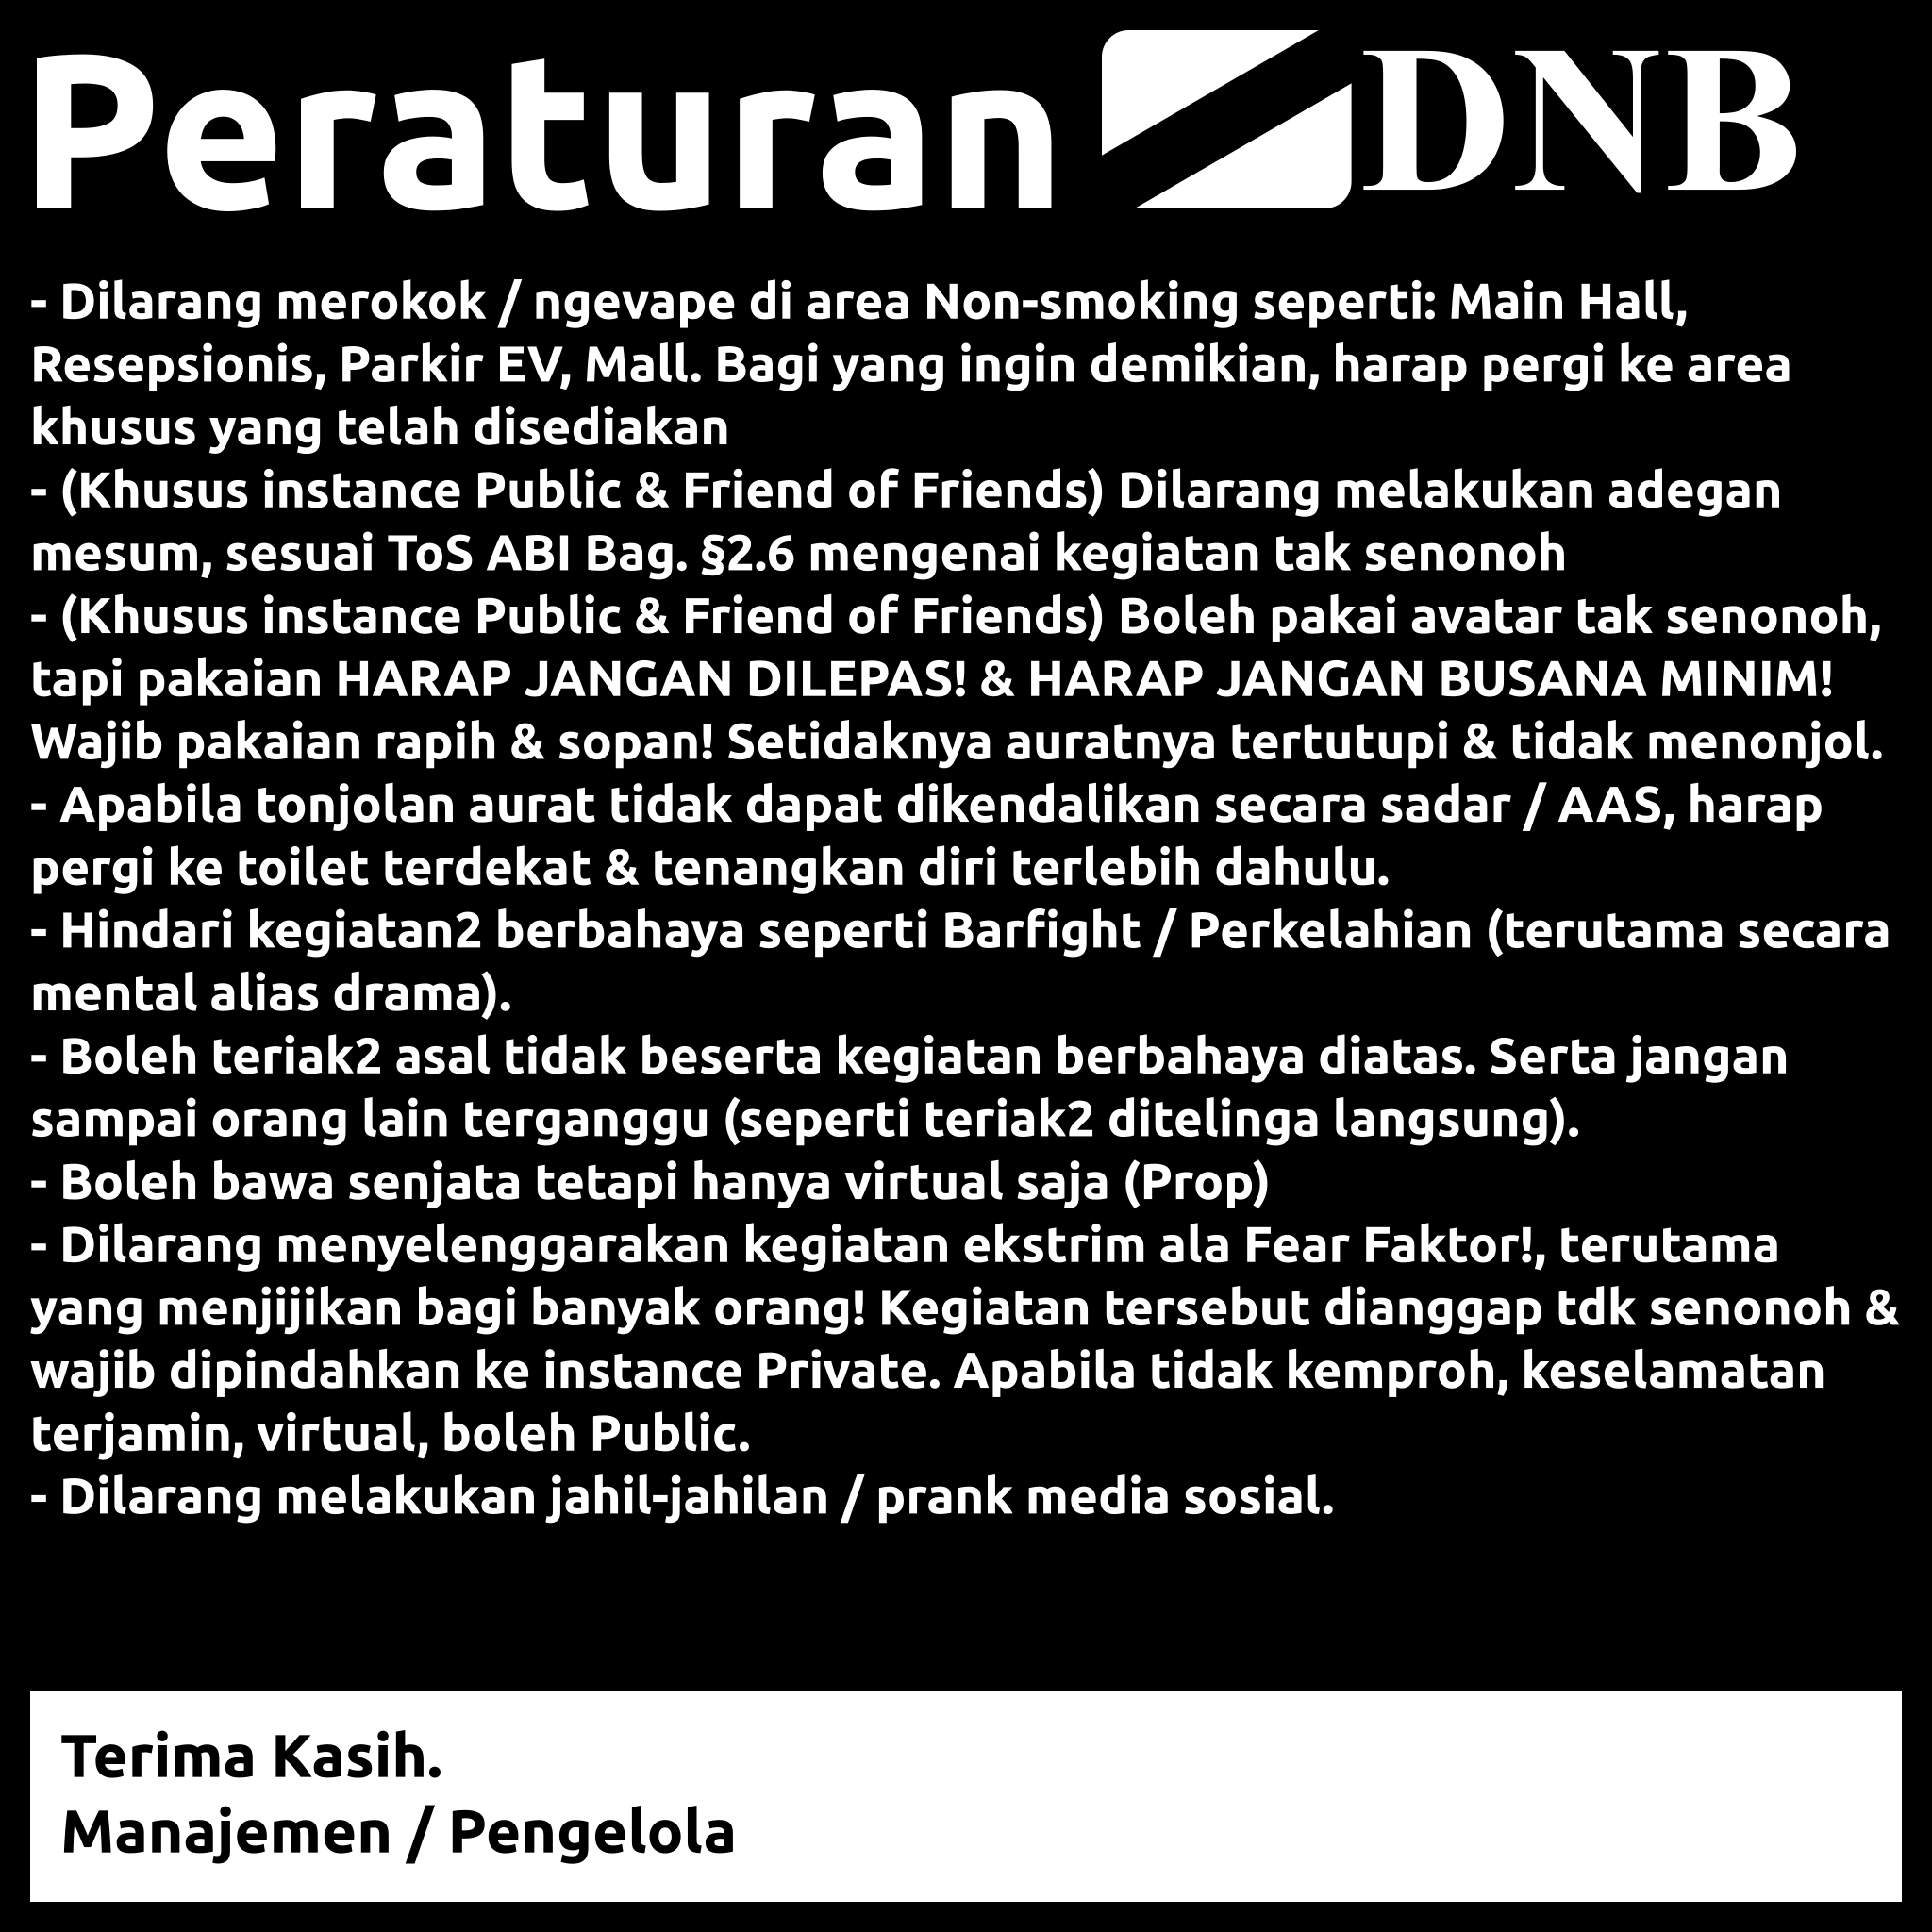 Peraturan DNB
- Dilarang merokok / ngevape di area Non-smoking seperti: Main Hall,
Resepsionis, Parkir EV, Mall. Bagi yang ingin demikian, harap pergi ke area
khusus yang telah disediakan
- (Khusus instance Public & Friend of Friends) Dilarang melakukan adegan
mesum, sesuai ToS ABI Bag. §2.6 mengenai kegiatan tak senonoh
- (Khusus instance Public & Friend of Friends) Boleh pakai avatar tak senonoh,
tapi pakaian HARAP JANGAN DILEPAS! & HARAP JANGAN BUSANA MINIM!
Wajib pakaian rapih & sopan! Setidaknya auratnya tertutupi & tidak menonjol.
- Apabila tonjolan aurat tidak dapat dikendalikan secara sadar / AAS, harap
pergi ke toilet terdekat & tenangkan diri terlebih dahulu.
- Hindari kegiatan2 berbahaya seperti Barfight / Perkelahian (terutama secara
mental alias drama).
- Boleh teriak2 asal tidak beserta kegiatan berbahaya diatas. Serta jangan
sampai orang lain terganggu (seperti teriak2 ditelinga langsung).
- Boleh bawa senjata tetapi hanya virtual saja (Prop)
- Dilarang menyelenggarakan kegiatan ekstrim ala Fear Faktor!, terutama
yang menjijikan bagi banyak orang! Kegiatan tersebut dianggap tdk senonoh &
wajib dipindahkan ke instance Private. Apabila tidak kemproh, keselamatan
terjamin, virtual, boleh Public.
- Dilarang melakukan jahil-jahilan / prank media sosial.
Terima Kasih.
Manajemen / Pengelola